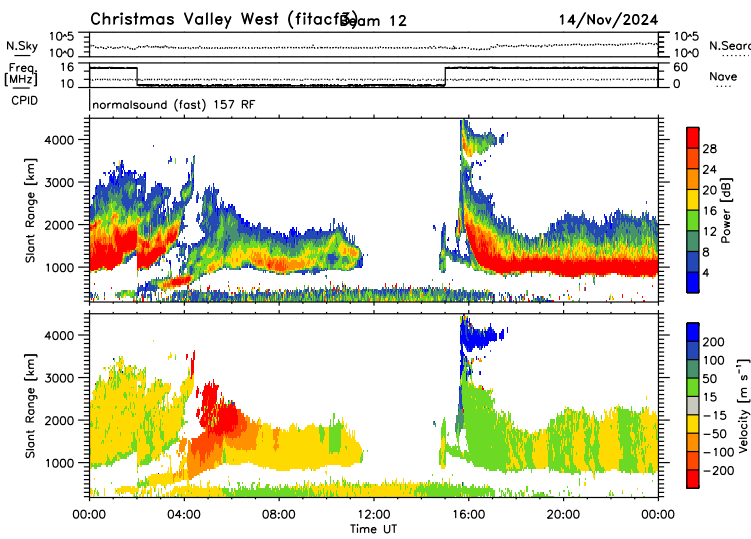 Christmas Valley West (fitacf3) Beam 12 14/Nov/2024
N.Sky 10^5 10^0 10^5 10^0 N.Searc
Freq [MHz] 16 10 60 0 Nave
CPID normalsound (fast) 157 RF
Slant Range [km] 4000 3000 2000 1000
28 24 20 16 12 8 4 Power [dB]
Slant Range [km] 4000 3000 2000 1000
200 100 50 15 -15 -50 -100 -200 Velocity [m s⁻¹]
00:00 04:00 08:00 12:00 16:00 20:00 00:00
Time UT